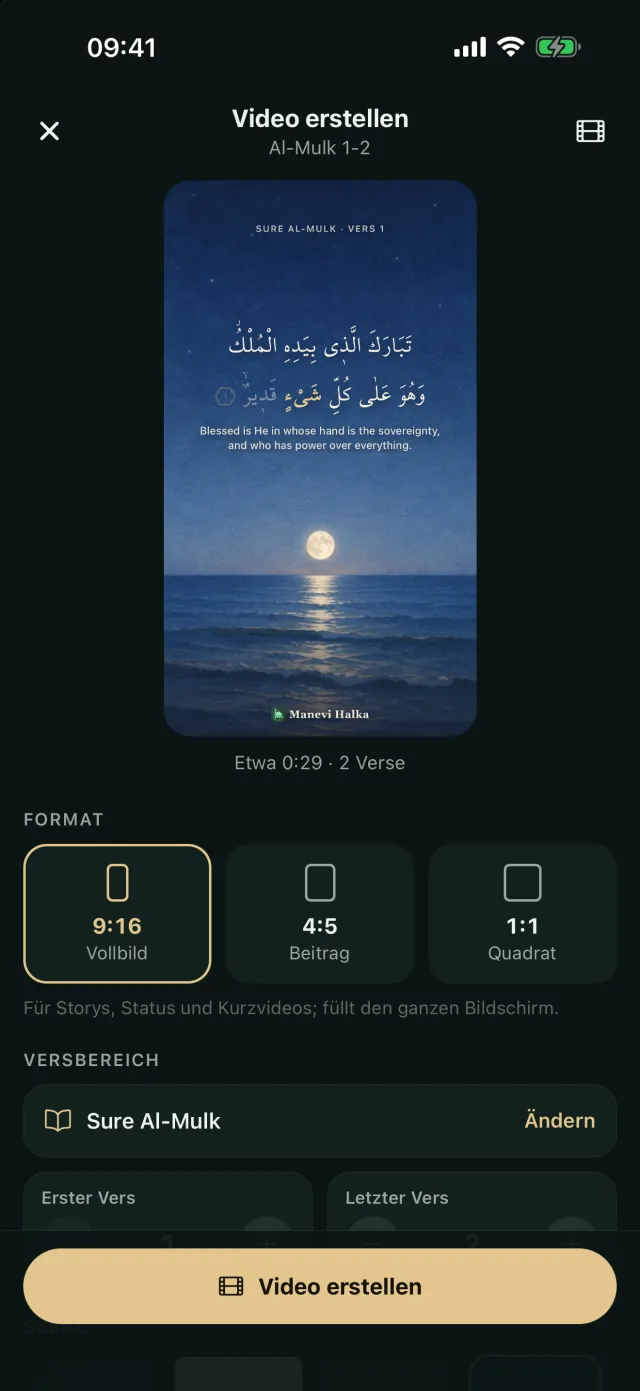 09:41
Video erstellen
Al-Mulk 1-2
SURE AL-MULK · VERS 1
تَبَارَكَ الَّذٖي بِيَدِهِ الْمُلْكُۘ
وَهُوَ عَلٰى كُلِّ شَيْءٍ قَدٖيرٌۙ
Blessed is He in whose hand is the sovereignty,
and who has power over everything.
Manevi Halka
Etwa 0:29 · 2 Verse
FORMAT
9:16
Vollbild
4:5
Beitrag
1:1
Quadrat
Für Storys, Status und Kurzvideos; füllt den ganzen Bildschirm.
VERSBEREICH
Sure Al-Mulk
Ändern
Erster Vers
Letzter Vers
Video erstellen